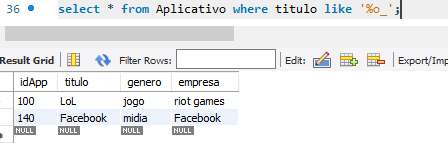 36 select * from Aplicativo where titulo like '%o_';
Result Grid Filter Rows: Edit: Export/Imp
idApp titulo genero empresa
100 LoL jogo riot games
140 Facebook midia Facebook
NULL NULL NULL NULL